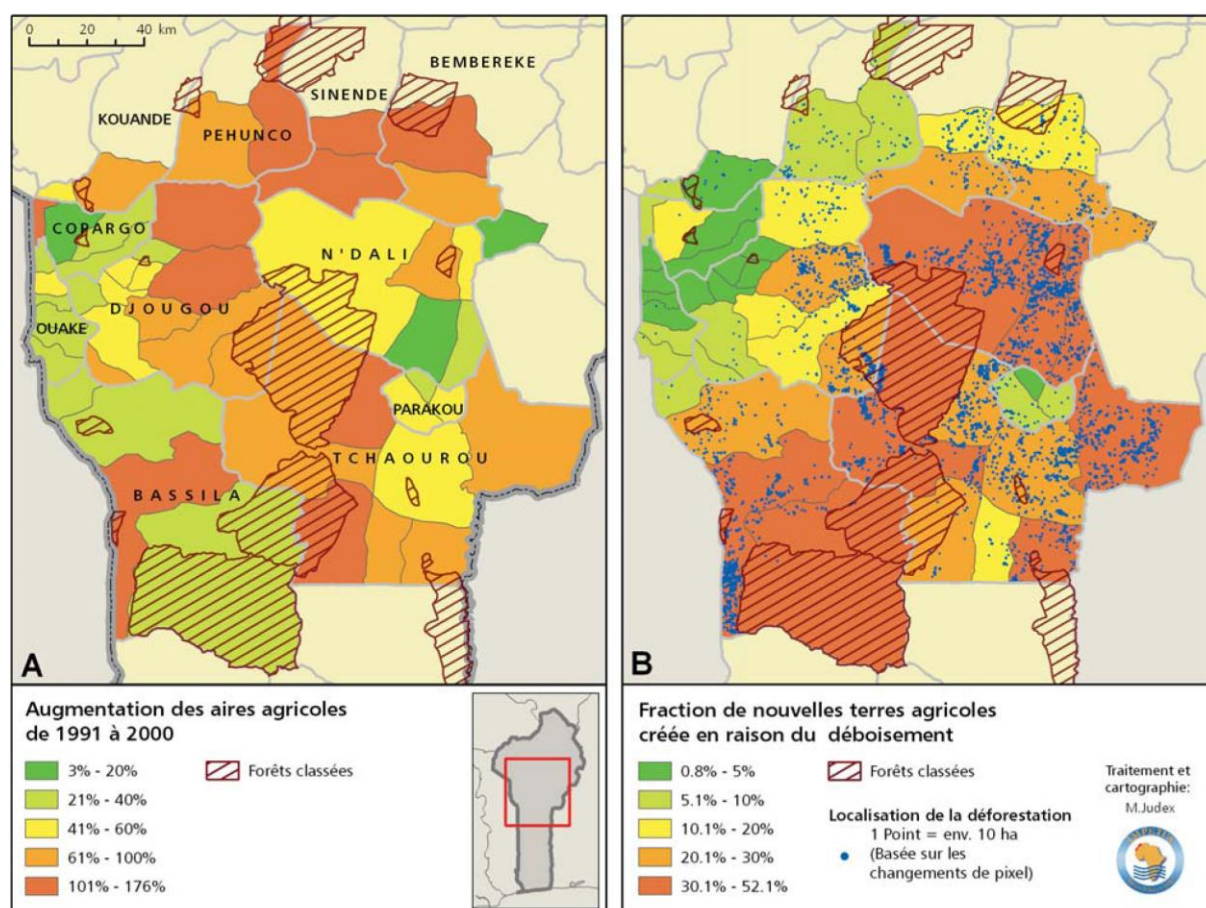 0 20 40 km
BEMBEREKE
SINENDE
KOUANDE
PEHUNCO
COPARGO
N'DALI
DJOUGOU
OUAKE
PARAKOU
TCHAOUROU
BASSILA
A
B
Augmentation des aires agricoles
de 1991 à 2000
3% - 20%
21% - 40%
41% - 60%
61% - 100%
101% - 176%
Forêts classées
Fraction de nouvelles terres agricoles
créée en raison du déboisement
0.8% - 5%
5.1% - 10%
10.1% - 20%
20.1% - 30%
30.1% - 52.1%
Forêts classées
Localisation de la déforestation
1 Point = env. 10 ha
(Basée sur les
changements de pixel)
Traitement et
cartographie:
M.Judex